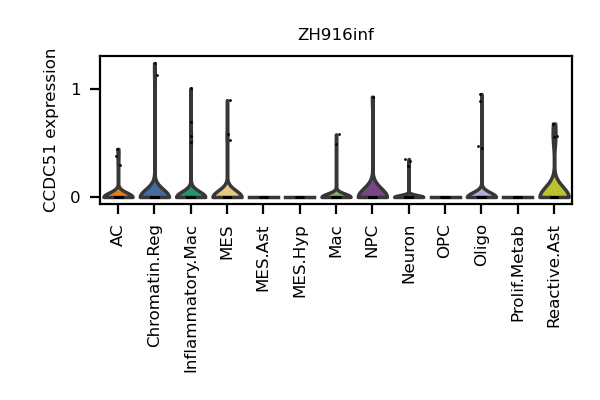 ZH916inf
CCDC51 expression
1
0
AC
Chromatin.Reg
Inflammatory.Mac
MES
MES.Ast
MES.Hyp
Mac
NPC
Neuron
OPC
Oligo
Prolif.Metab
Reactive.Ast